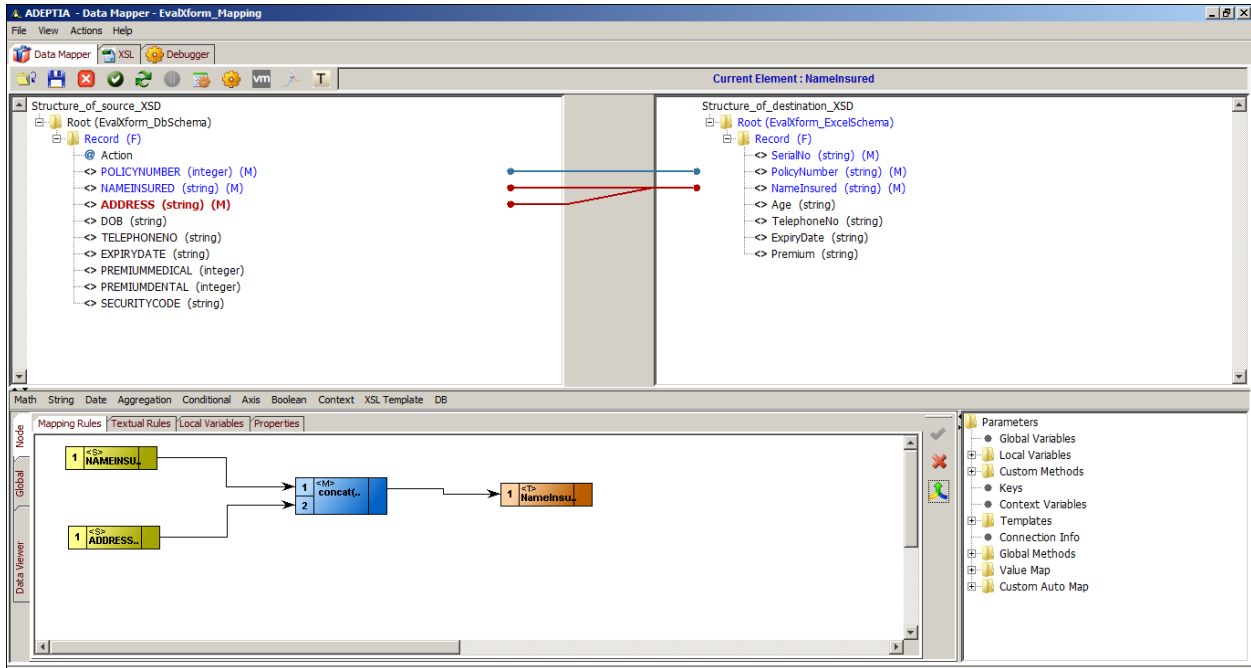 ADEPTIA - Data Mapper - EvalXform_Mapping
File View Actions Help
Data Mapper XSL Debugger
vm T Current Element : NameInsured
Structure_of_source_XSD
Root (EvalXform_DbSchema)
Record (F)
@ Action
<> POLICYNUMBER (integer) (M)
<> NAMEINSURED (string) (M)
<> ADDRESS (string) (M)
<> DOB (string)
<> TELEPHONENO (string)
<> EXPIRYDATE (string)
<> PREMIUMMEDICAL (integer)
<> PREMIUMDENTAL (integer)
<> SECURITYCODE (string)
Structure_of_destination_XSD
Root (EvalXform_ExcelSchema)
Record (F)
<> SerialNo (string) (M)
<> PolicyNumber (string) (M)
<> NameInsured (string) (M)
<> Age (string)
<> TelephoneNo (string)
<> ExpiryDate (string)
<> Premium (string)
Math String Date Aggregation Conditional Axis Boolean Context XSL Template DB
Node
Global
Data Viewer
Mapping Rules Textual Rules Local Variables Properties
1 <S> NAMEINSU..
1 <S> ADDRESS..
1 <M> concat(..
2
1 <T> NameInsu..
Parameters
Global Variables
Local Variables
Custom Methods
Keys
Context Variables
Templates
Connection Info
Global Methods
Value Map
Custom Auto Map